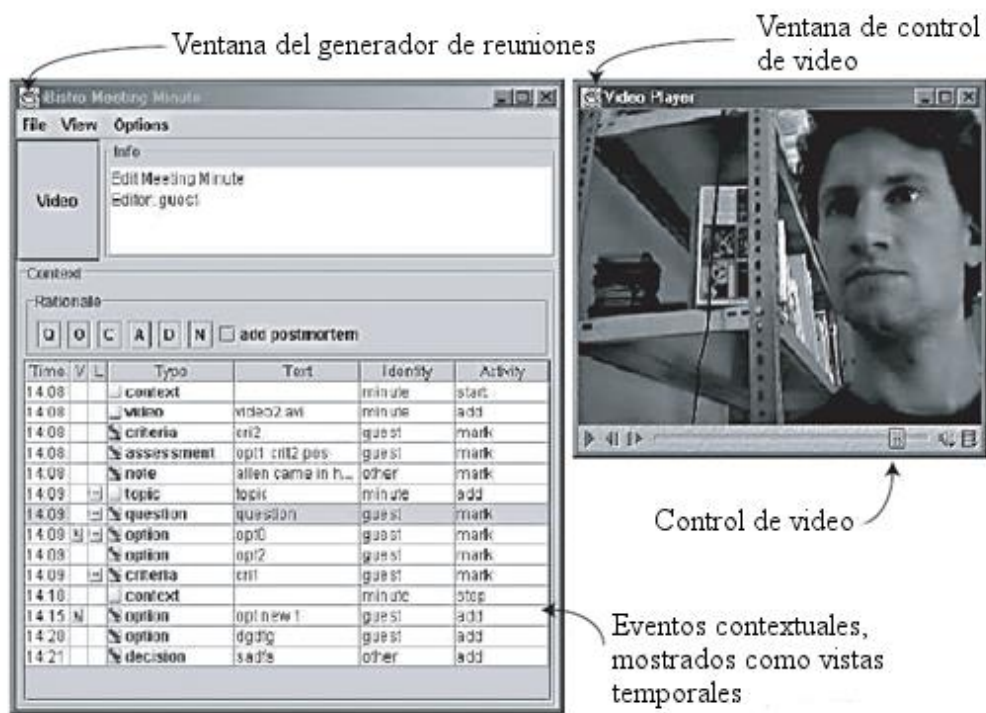 Ventana del generador de reuniones
Ventana de control
de video
iBistro Meeting Minute
File View Options
Info
Edit Meeting Minute
Editor: guest
Video
Context
Rationale
Q O C A D N add postmortem
Time V L Type Text Identity Activity
14:08 context minute start
14:08 video video2.avi minute add
14:08 criteria cri2 guest mark
14:08 assessment opt1 crit2 pos guest mark
14:08 note allen came in h... other mark
14:09 topic topic minute add
14:09 question question guest mark
14:09 option opt0 guest mark
14:09 option opt2 guest mark
14:09 criteria crit1 guest mark
14:10 context minute stop
14:15 option opt new 1 guest add
14:20 option dgdfg guest add
14:21 decision sadfa other add
Video Player
Control de video
Eventos contextuales,
mostrados como vistas
temporales